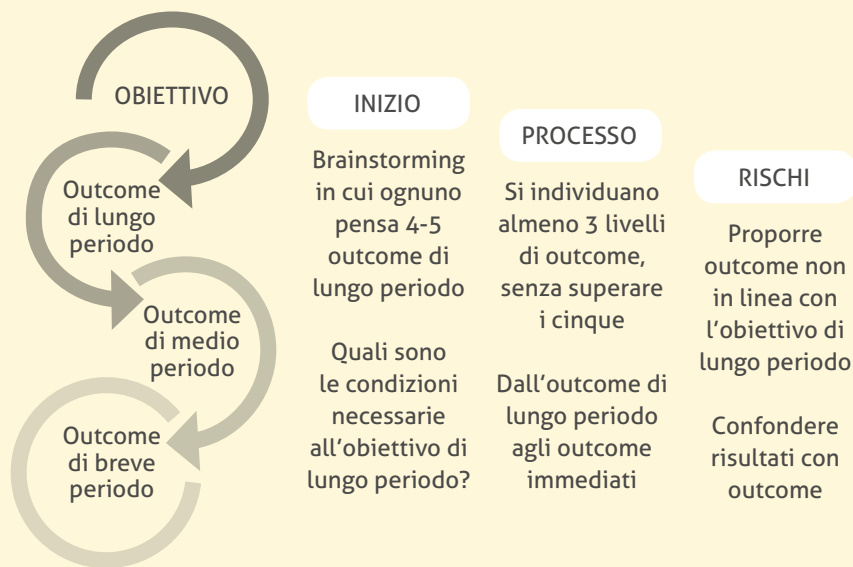 OBIETTIVO
Outcome
di lungo
periodo
Outcome
di medio
periodo
Outcome
di breve
periodo
INIZIO
Brainstorming
in cui ognuno
pensa 4-5
outcome di
lungo periodo
Quali sono
le condizioni
necessarie
all’obiettivo di
lungo periodo?
PROCESSO
Si individuano
almeno 3 livelli
di outcome,
senza superare
i cinque
Dall’outcome di
lungo periodo
agli outcome
immediati
RISCHI
Proporre
outcome non
in linea con
l’obiettivo di
lungo periodo
Confondere
risultati con
outcome